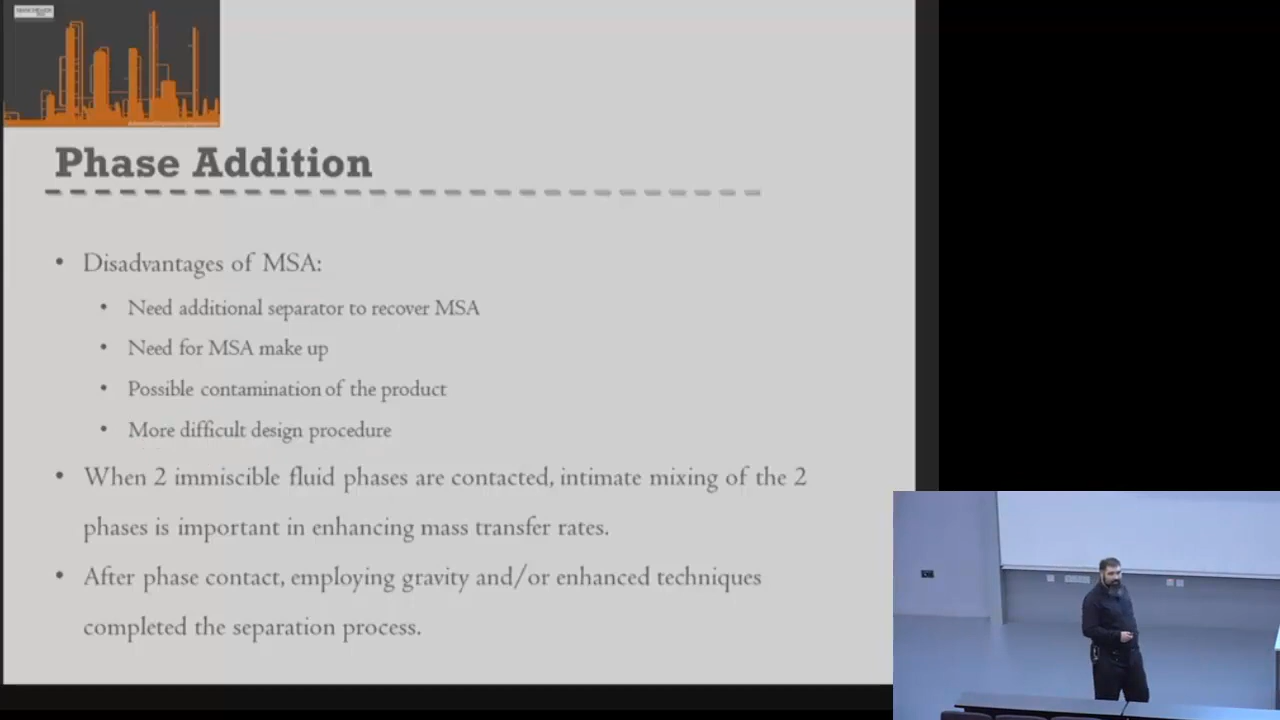 Phase Addition
• Disadvantages of MSA:
• Need additional separator to recover MSA
• Need for MSA make up
• Possible contamination of the product
• More difficult design procedure
• When 2 immiscible fluid phases are contacted, intimate mixing of the 2
phases is important in enhancing mass transfer rates.
• After phase contact, employing gravity and/or enhanced techniques
completed the separation process.